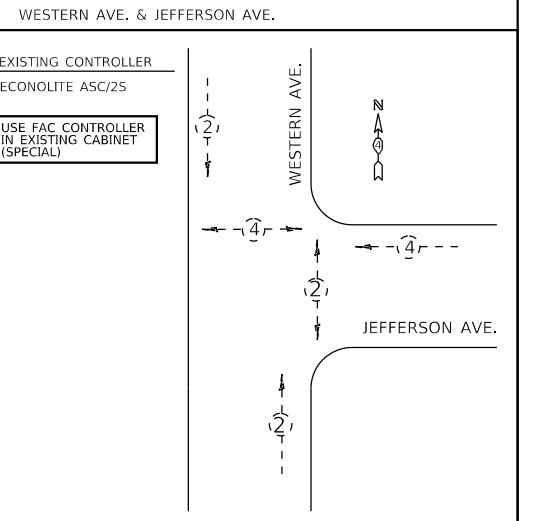 WESTERN AVE. & JEFFERSON AVE.
EXISTING CONTROLLER
ECONOLITE ASC/2S
USE FAC CONTROLLER
IN EXISTING CABINET
(SPECIAL)
WESTERN AVE.
N
4
2
4
4
2
JEFFERSON AVE.
2